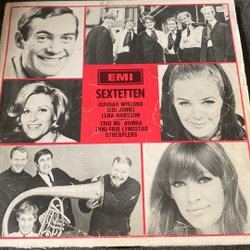 EMI
SEXTETTEN
GUNNAR WIKLUND
SIW JOHNS
LENA HANSSON
TRIO ME' BUMBA
ANNI-FRID LYNGSTAD
STREAPLERS